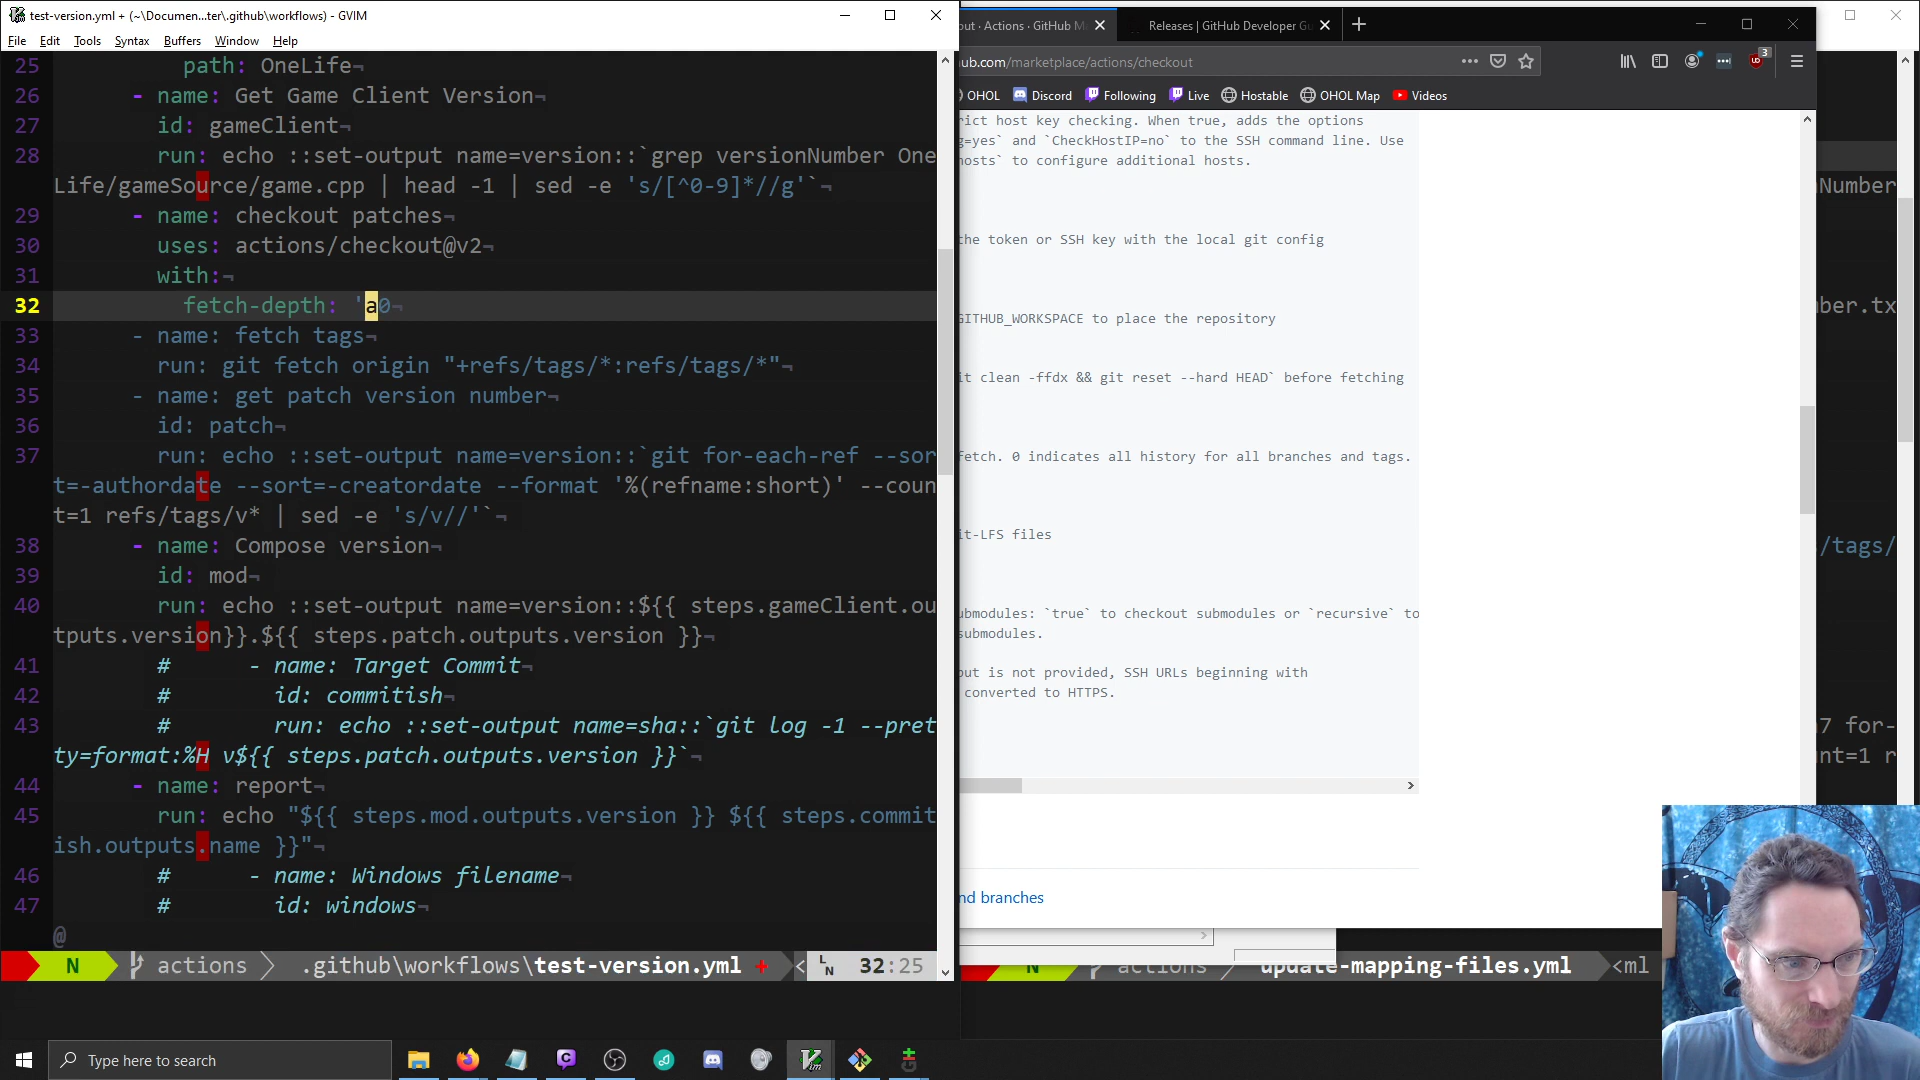 test-version.yml + (~\Documen...ter\.github\workflows) - GVIM
File Edit Tools Syntax Buffers Window Help
25 path: OneLife¬
26 - name: Get Game Client Version¬
27 id: gameClient¬
28 run: echo ::set-output name=version::`grep versionNumber One
Life/gameSource/game.cpp | head -1 | sed -e 's/[^0-9]*//g'`¬
29 - name: checkout patches¬
30 uses: actions/checkout@v2¬
31 with:¬
32 fetch-depth: 'a0¬
33 - name: fetch tags¬
34 run: git fetch origin "+refs/tags/*:refs/tags/*"¬
35 - name: get patch version number¬
36 id: patch¬
37 run: echo ::set-output name=version::`git for-each-ref --sor
t=-authordate --sort=-creatordate --format '%(refname:short)' --coun
t=1 refs/tags/v* | sed -e 's/v//'`¬
38 - name: Compose version¬
39 id: mod¬
40 run: echo ::set-output name=version::${{ steps.gameClient.ou
tputs.version}}.${{ steps.patch.outputs.version }}¬
41 # - name: Target Commit¬
42 # id: commitish¬
43 # run: echo ::set-output name=sha::`git log -1 --pret
ty=format:%H v${{ steps.patch.outputs.version }}`¬
44 - name: report¬
45 run: echo "${{ steps.mod.outputs.version }} ${{ steps.commit
ish.outputs.name }}"¬
46 # - name: Windows filename¬
47 # id: windows¬
@
N actions .github\workflows\test-version.yml + < LN 32:25
out · Actions · GitHub M
Releases | GitHub Developer Gu
ub.com/marketplace/actions/checkout
3
OHOL Discord Following Live Hostable OHOL Map Videos
rict host key checking. When true, adds the options
g=yes` and `CheckHostIP=no` to the SSH command line. Use
hosts` to configure additional hosts.
the token or SSH key with the local git config
GITHUB_WORKSPACE to place the repository
it clean -ffdx && git reset --hard HEAD` before fetching
fetch. 0 indicates all history for all branches and tags.
it-LFS files
ubmodules: `true` to checkout submodules or `recursive` to
submodules.
put is not provided, SSH URLs beginning with
converted to HTTPS.
nd branches
Number
ber.tx
/tags/
7 for-
nt=1 r
N actions update-mapping-files.yml <ml
Type here to search